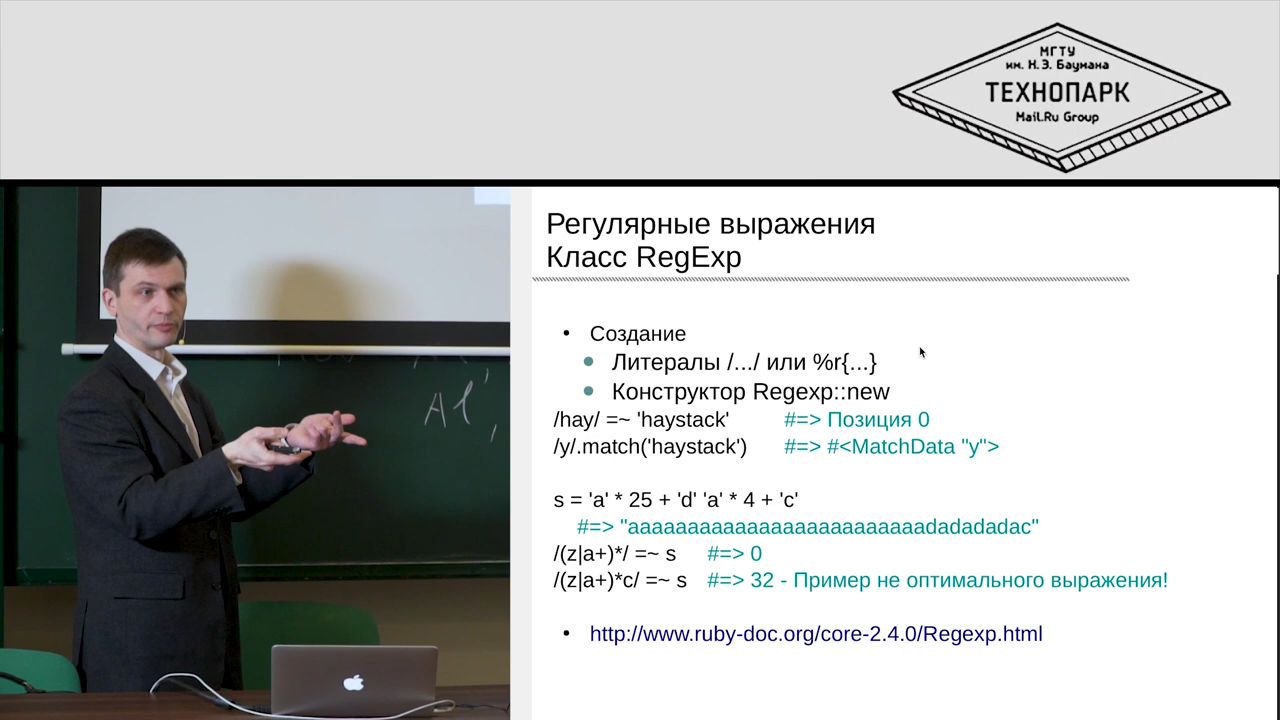 МГТУ
им. Н.Э. Баумана
ТЕХНОПАРК
Mail.Ru Group
Регулярные выражения
Класс RegExp
• Создание
• Литералы /.../ или %r{...}
• Конструктор Regexp::new
/hay/ =~ 'haystack' #=> Позиция 0
/y/.match('haystack') #=> #<MatchData "y">
s = 'a' * 25 + 'd' 'a' * 4 + 'c'
#=> "aaaaaaaaaaaaaaaaaaaaaaaaadadadadac"
/(z|a+)*/ =~ s #=> 0
/(z|a+)*c/ =~ s #=> 32 - Пример не оптимального выражения!
• http://www.ruby-doc.org/core-2.4.0/Regexp.html